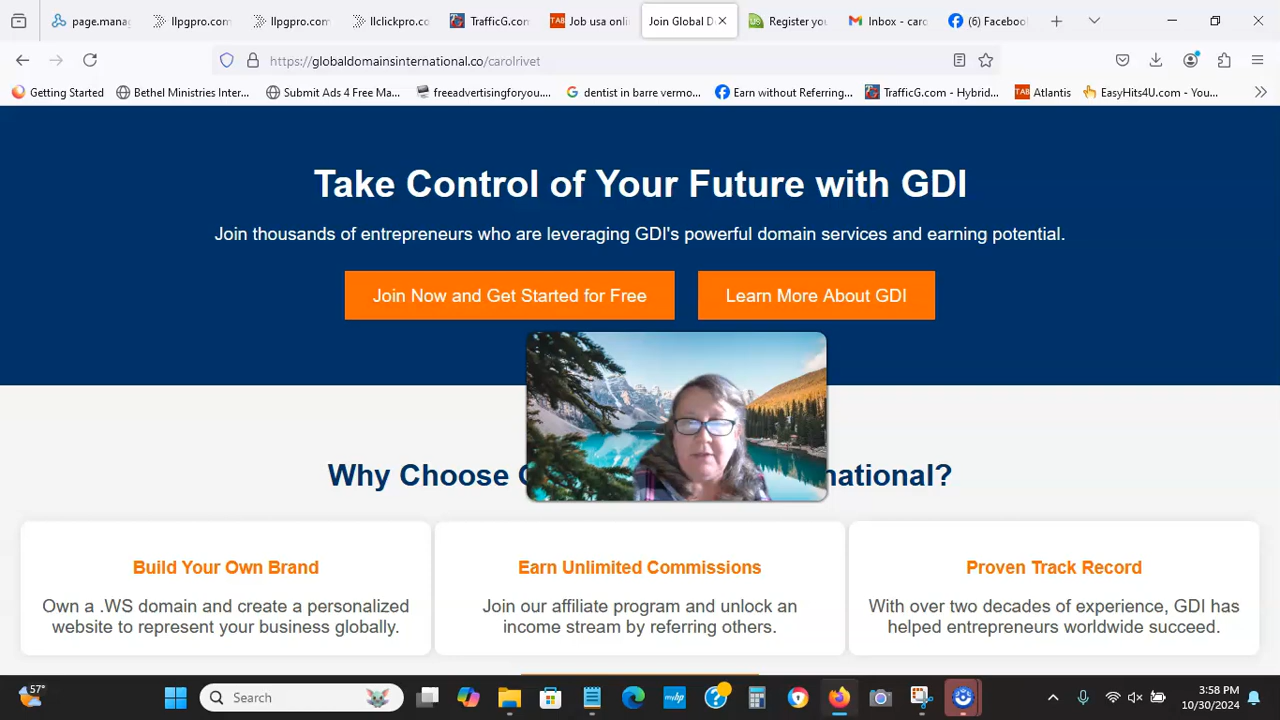 page.mana
llpgpro.com
llpgpro.com
llclickpro.co
TrafficG.com
Job usa onli
Join Global D
Register you
Inbox - caro
(6) Facebook
https://globaldomainsinternational.co/carolrivet
Getting Started
Bethel Ministries Inter...
Submit Ads 4 Free Ma...
freeadvertisingforyou....
dentist in barre vermo...
Earn without Referring...
TrafficG.com - Hybrid...
Atlantis
EasyHits4U.com - You...
Take Control of Your Future with GDI
Join thousands of entrepreneurs who are leveraging GDI's powerful domain services and earning potential.
Join Now and Get Started for Free
Learn More About GDI
Why Choose
national?
Build Your Own Brand
Own a .WS domain and create a personalized
website to represent your business globally.
Earn Unlimited Commissions
Join our affiliate program and unlock an
income stream by referring others.
Proven Track Record
With over two decades of experience, GDI has
helped entrepreneurs worldwide succeed.
57°
Search
3:58 PM
10/30/2024